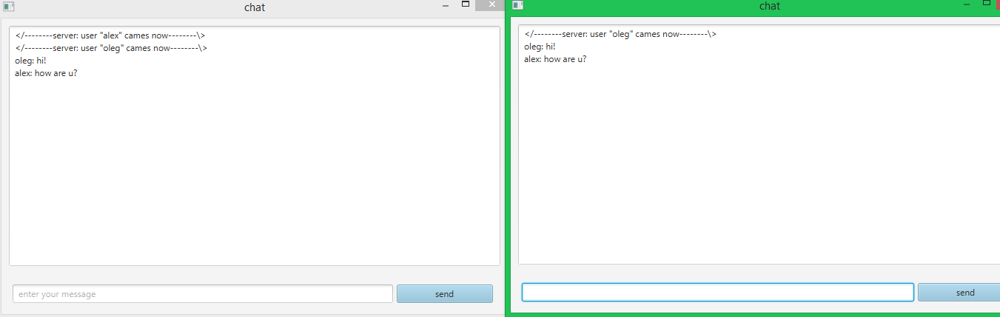 chat
</--------server: user "alex" cames now--------\>
</--------server: user "oleg" cames now--------\>
oleg: hi!
alex: how are u?
enter your message
send
chat
</--------server: user "oleg" cames now--------\>
oleg: hi!
alex: how are u?
send